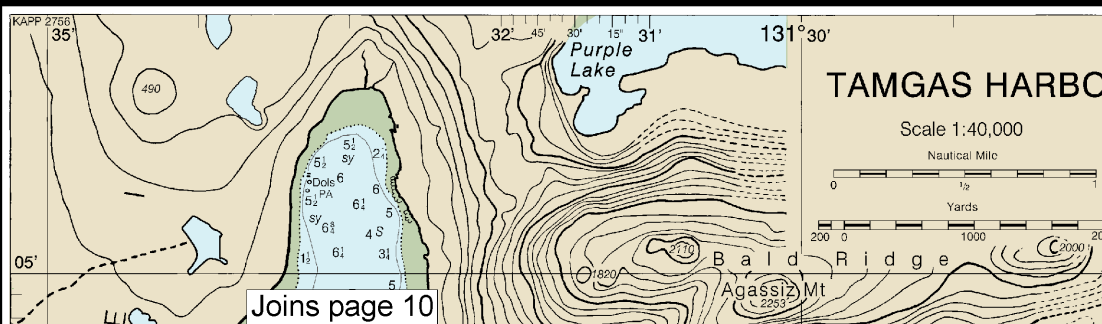 KAPP 2756
35'
32'
45'
30'
15"
31'
131° 30'
Purple
Lake
490
TAMGAS HARBO
Scale 1:40,000
Nautical Mile
0 1/2 1
Yards
200 0 1000 20
5½
sy
2¼
5½
6
Dols
PA
6
5½
6¼
5
sy
4 S
1½
6¼
3¼
5
05'
2110
1820
Bald Ridge
2000
Agassiz Mt
2253
Joins page 10